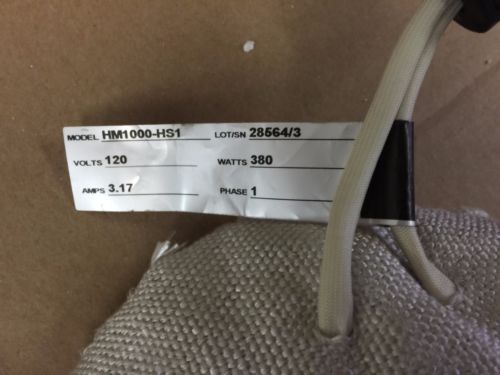 MODEL HM1000-HS1 LOT/SN 28564/3
VOLTS 120 WATTS 380
AMPS 3.17 PHASE 1